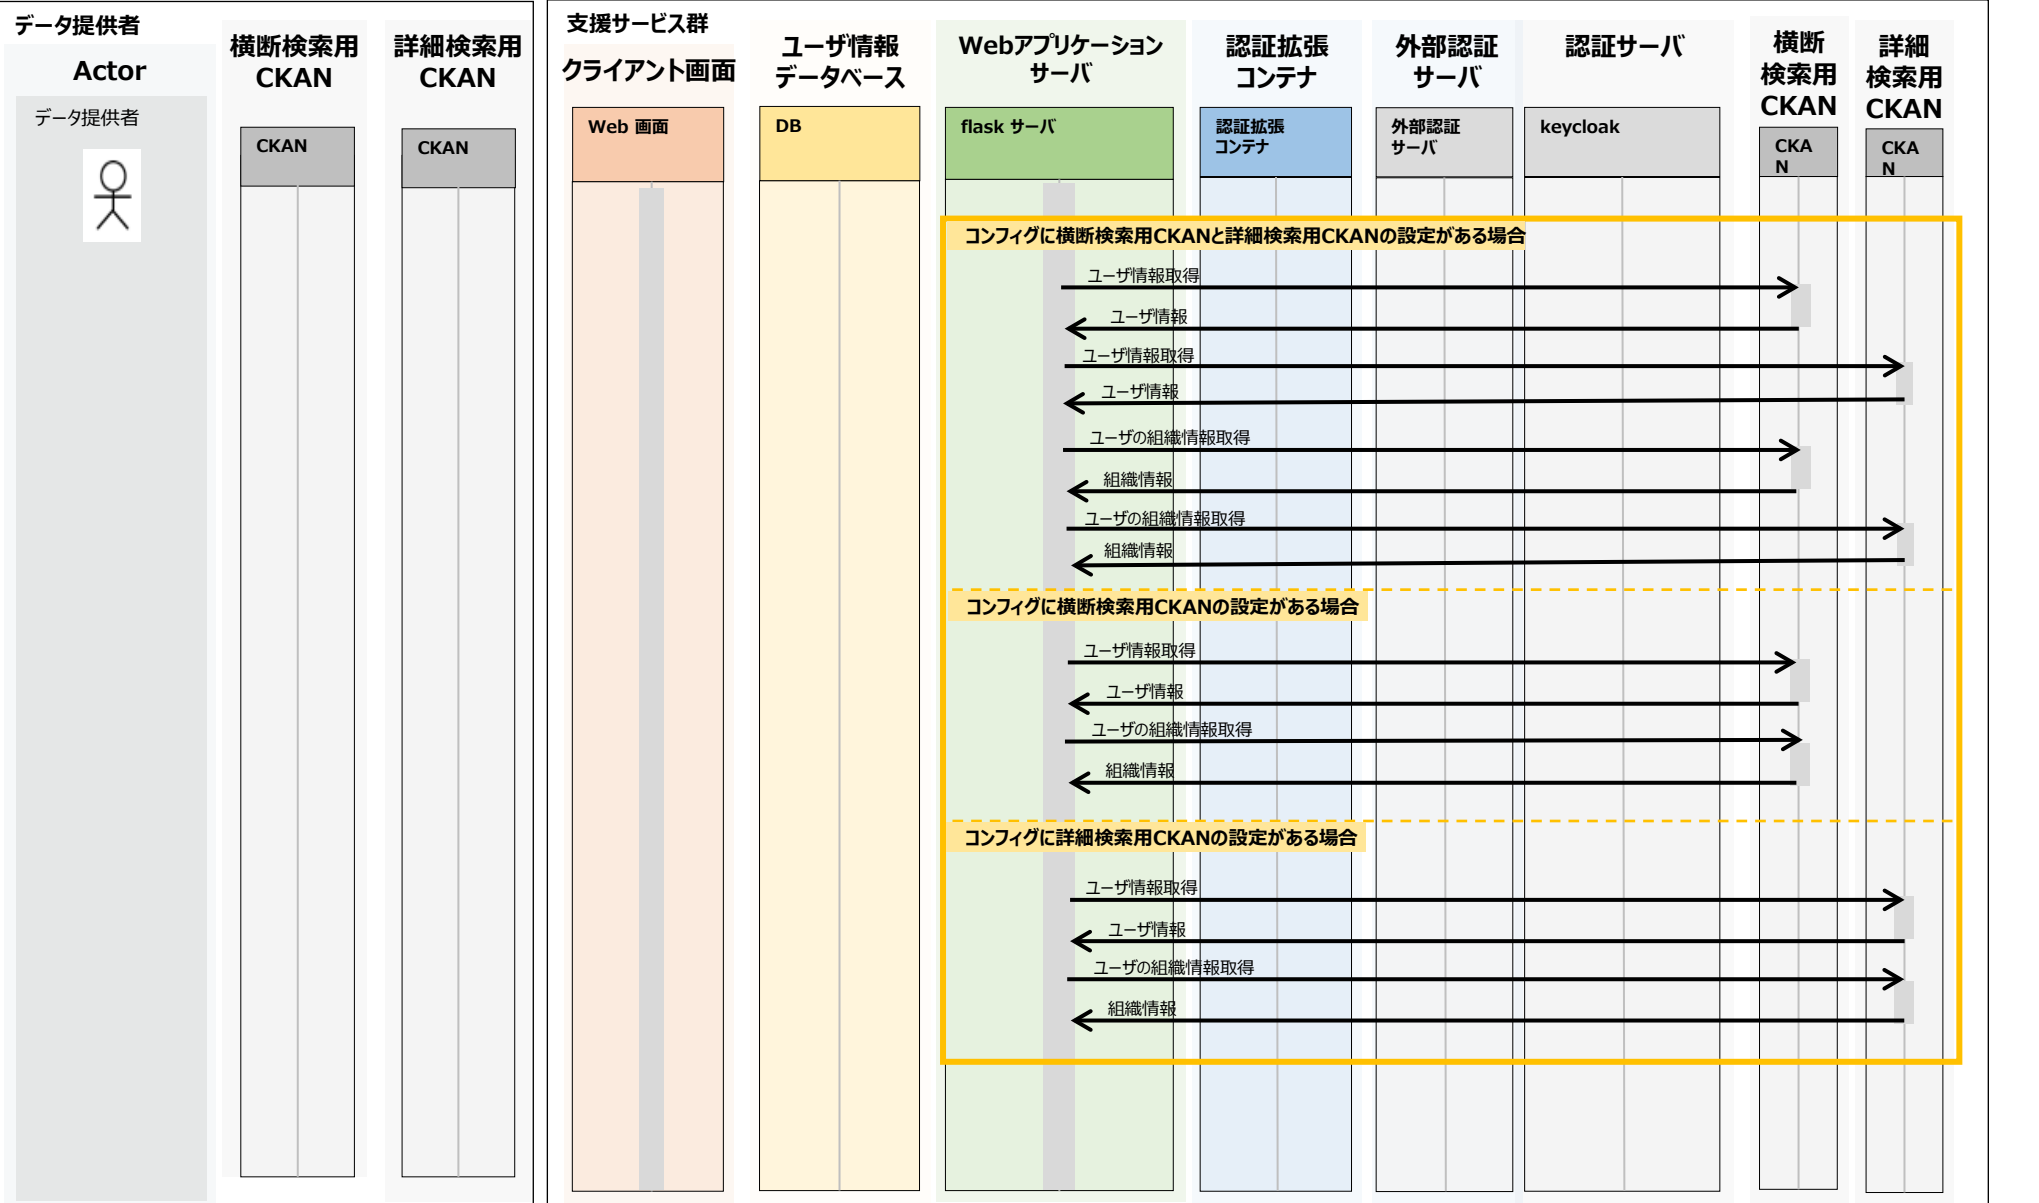 データ提供者
Actor
データ提供者
横断検索用
CKAN
CKAN
詳細検索用
CKAN
CKAN
支援サービス群
クライアント画面
Web 画面
ユーザ情報
データベース
DB
Webアプリケーション
サーバ
flask サーバ
認証拡張
コンテナ
認証拡張
コンテナ
外部認証
サーバ
外部認証
サーバ
認証サーバ
keycloak
横断
検索用
CKAN
CKA
N
詳細
検索用
CKAN
CKA
N
コンフィグに横断検索用CKANと詳細検索用CKANの設定がある場合
ユーザ情報取得
ユーザ情報
ユーザ情報取得
ユーザ情報
ユーザの組織情報取得
組織情報
ユーザの組織情報取得
組織情報
コンフィグに横断検索用CKANの設定がある場合
ユーザ情報取得
ユーザ情報
ユーザの組織情報取得
組織情報
コンフィグに詳細検索用CKANの設定がある場合
ユーザ情報取得
ユーザ情報
ユーザの組織情報取得
組織情報